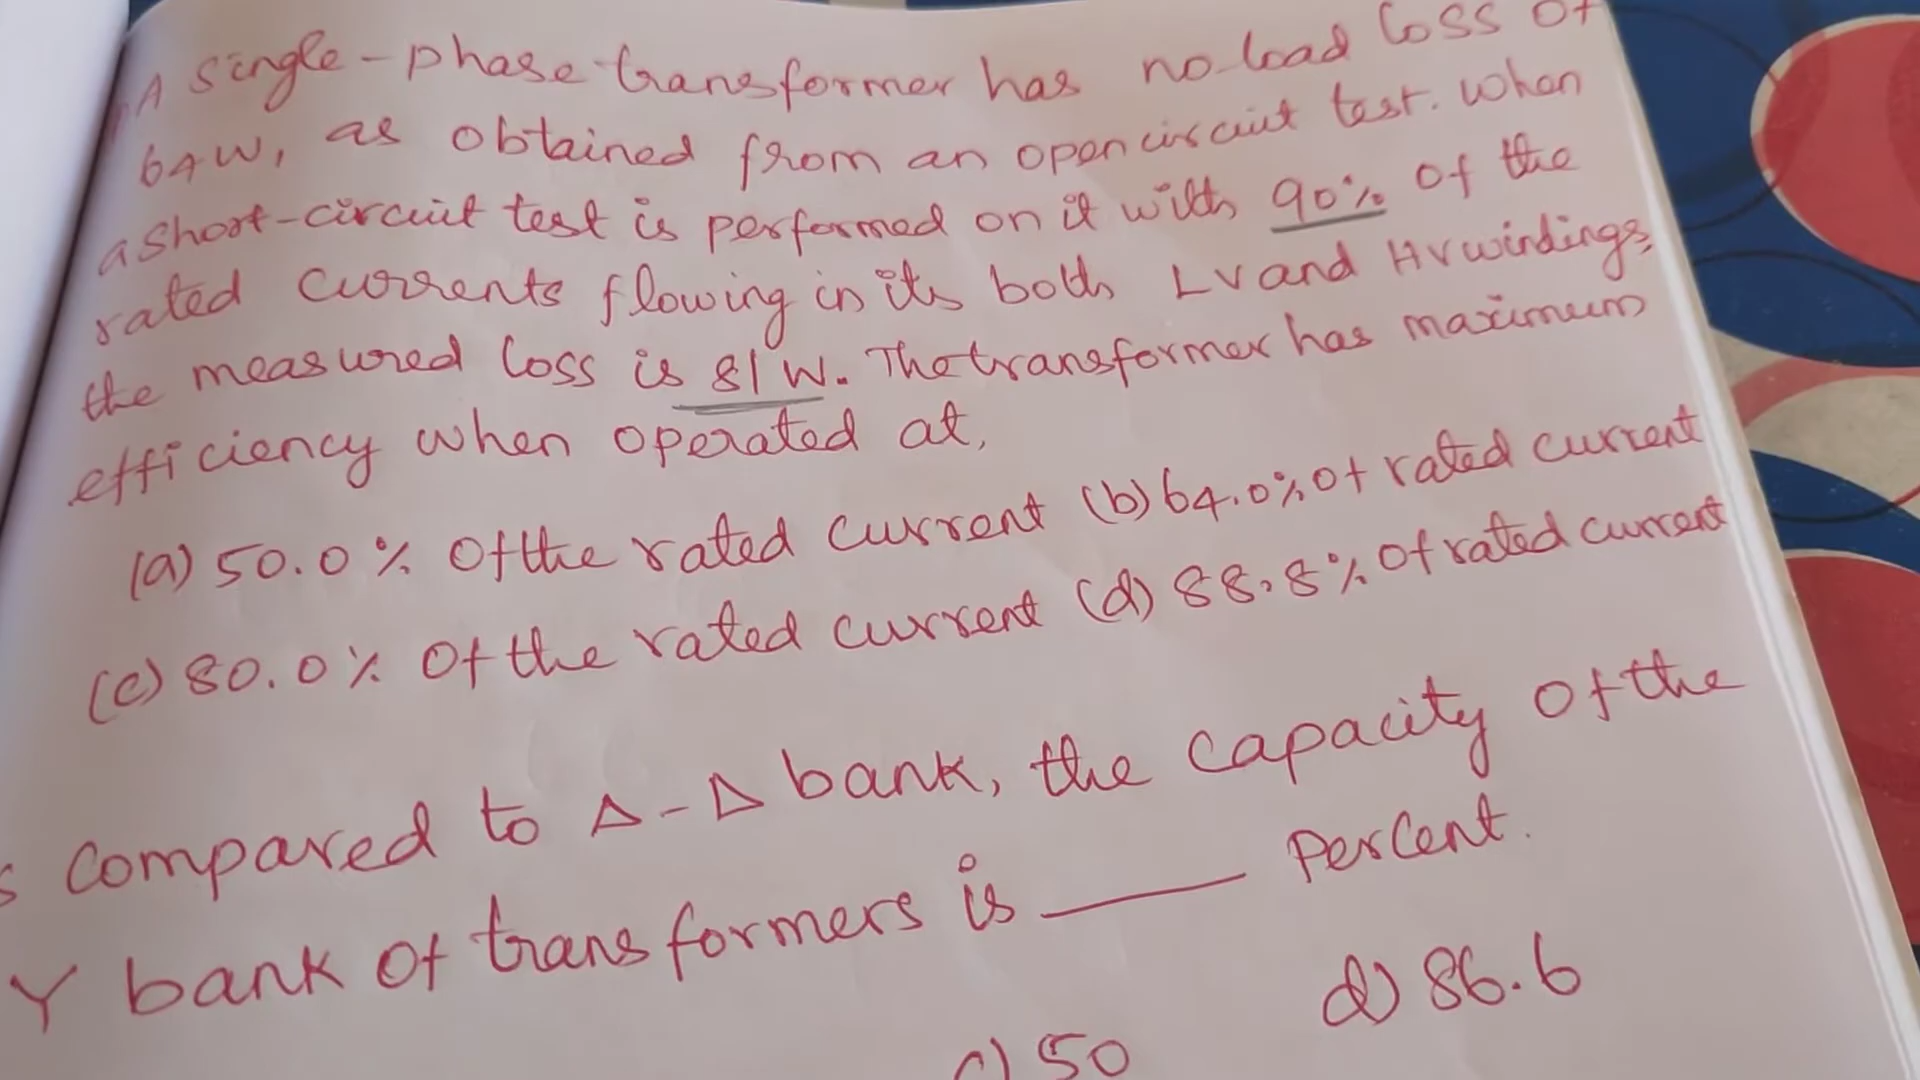 A single-phase transformer has no-load loss of
64W, as obtained from an open circuit test. When
a short-circuit test is performed on it with 90% of the
rated currents flowing in its both LV and HV windings,
the measured loss is 81W. The transformer has maximum
efficiency when operated at,
(a) 50.0% of the rated current (b) 64.0% of rated current
(c) 80.0% of the rated current (d) 88.8% of rated current
s compared to Δ-Δ bank, the capacity of the
Y bank of transformers is ——— Percent.
c) 50 d) 86.6